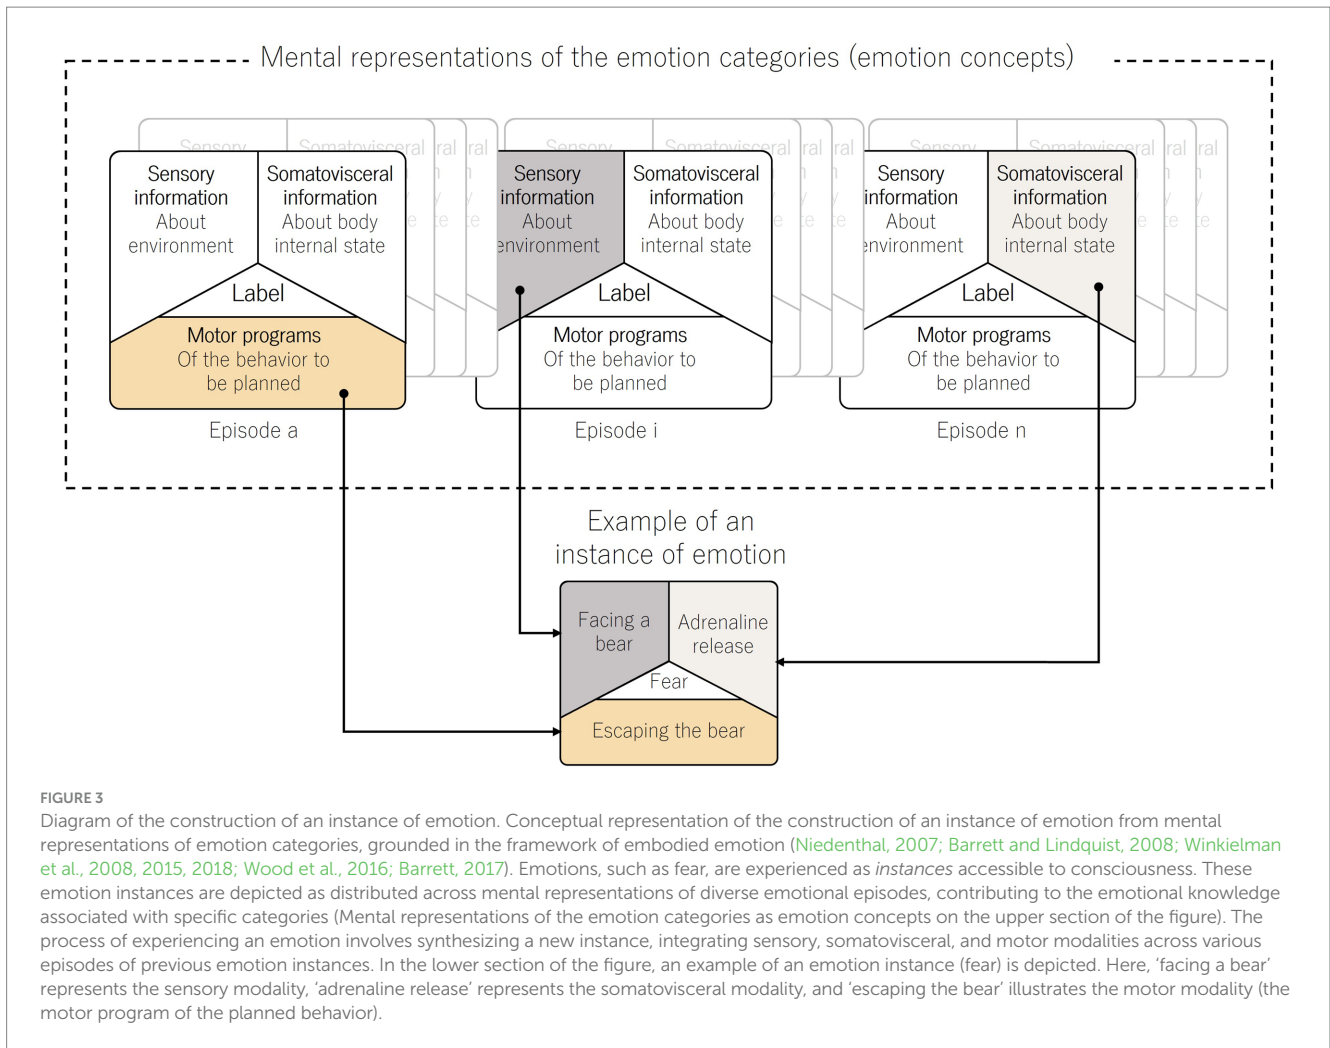 Mental representations of the emotion categories (emotion concepts)
Sensory
Somatovisceral
ral
ral
Sensory
Somatovisceral
ral
ral
Sensory
Somatovisceral
ral
ral
Sensory
information
About
environment
Somatovisceral
information
About body
internal state
Label
Motor programs
Of the behavior to
be planned
Episode a
Sensory
information
About
environment
Somatovisceral
information
About body
internal state
Label
Motor programs
Of the behavior to
be planned
Episode i
Sensory
information
About
environment
Somatovisceral
information
About body
internal state
Label
Motor programs
Of the behavior to
be planned
Episode n
Example of an
instance of emotion
Facing a
bear
Adrenaline
release
Fear
Escaping the bear
FIGURE 3
Diagram of the construction of an instance of emotion. Conceptual representation of the construction of an instance of emotion from mental
representations of emotion categories, grounded in the framework of embodied emotion (Niedenthal, 2007; Barrett and Lindquist, 2008; Winkielman
et al., 2008, 2015, 2018; Wood et al., 2016; Barrett, 2017). Emotions, such as fear, are experienced as instances accessible to consciousness. These
emotion instances are depicted as distributed across mental representations of diverse emotional episodes, contributing to the emotional knowledge
associated with specific categories (Mental representations of the emotion categories as emotion concepts on the upper section of the figure). The
process of experiencing an emotion involves synthesizing a new instance, integrating sensory, somatovisceral, and motor modalities across various
episodes of previous emotion instances. In the lower section of the figure, an example of an emotion instance (fear) is depicted. Here, ‘facing a bear’
represents the sensory modality, ‘adrenaline release’ represents the somatovisceral modality, and ‘escaping the bear’ illustrates the motor modality (the
motor program of the planned behavior).